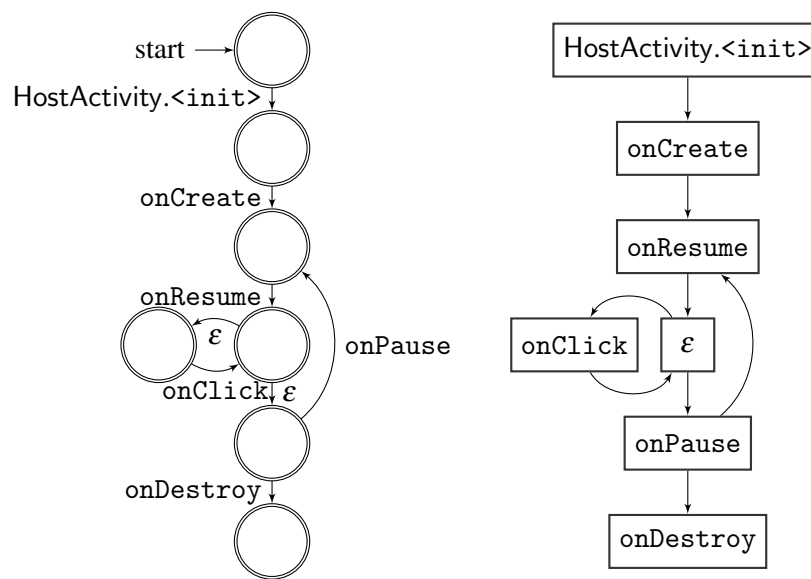 start
HostActivity.<init>
onCreate
onResume
ε
onClick
ε
onPause
onDestroy
HostActivity.<init>
onCreate
onResume
onClick
ε
onPause
onDestroy